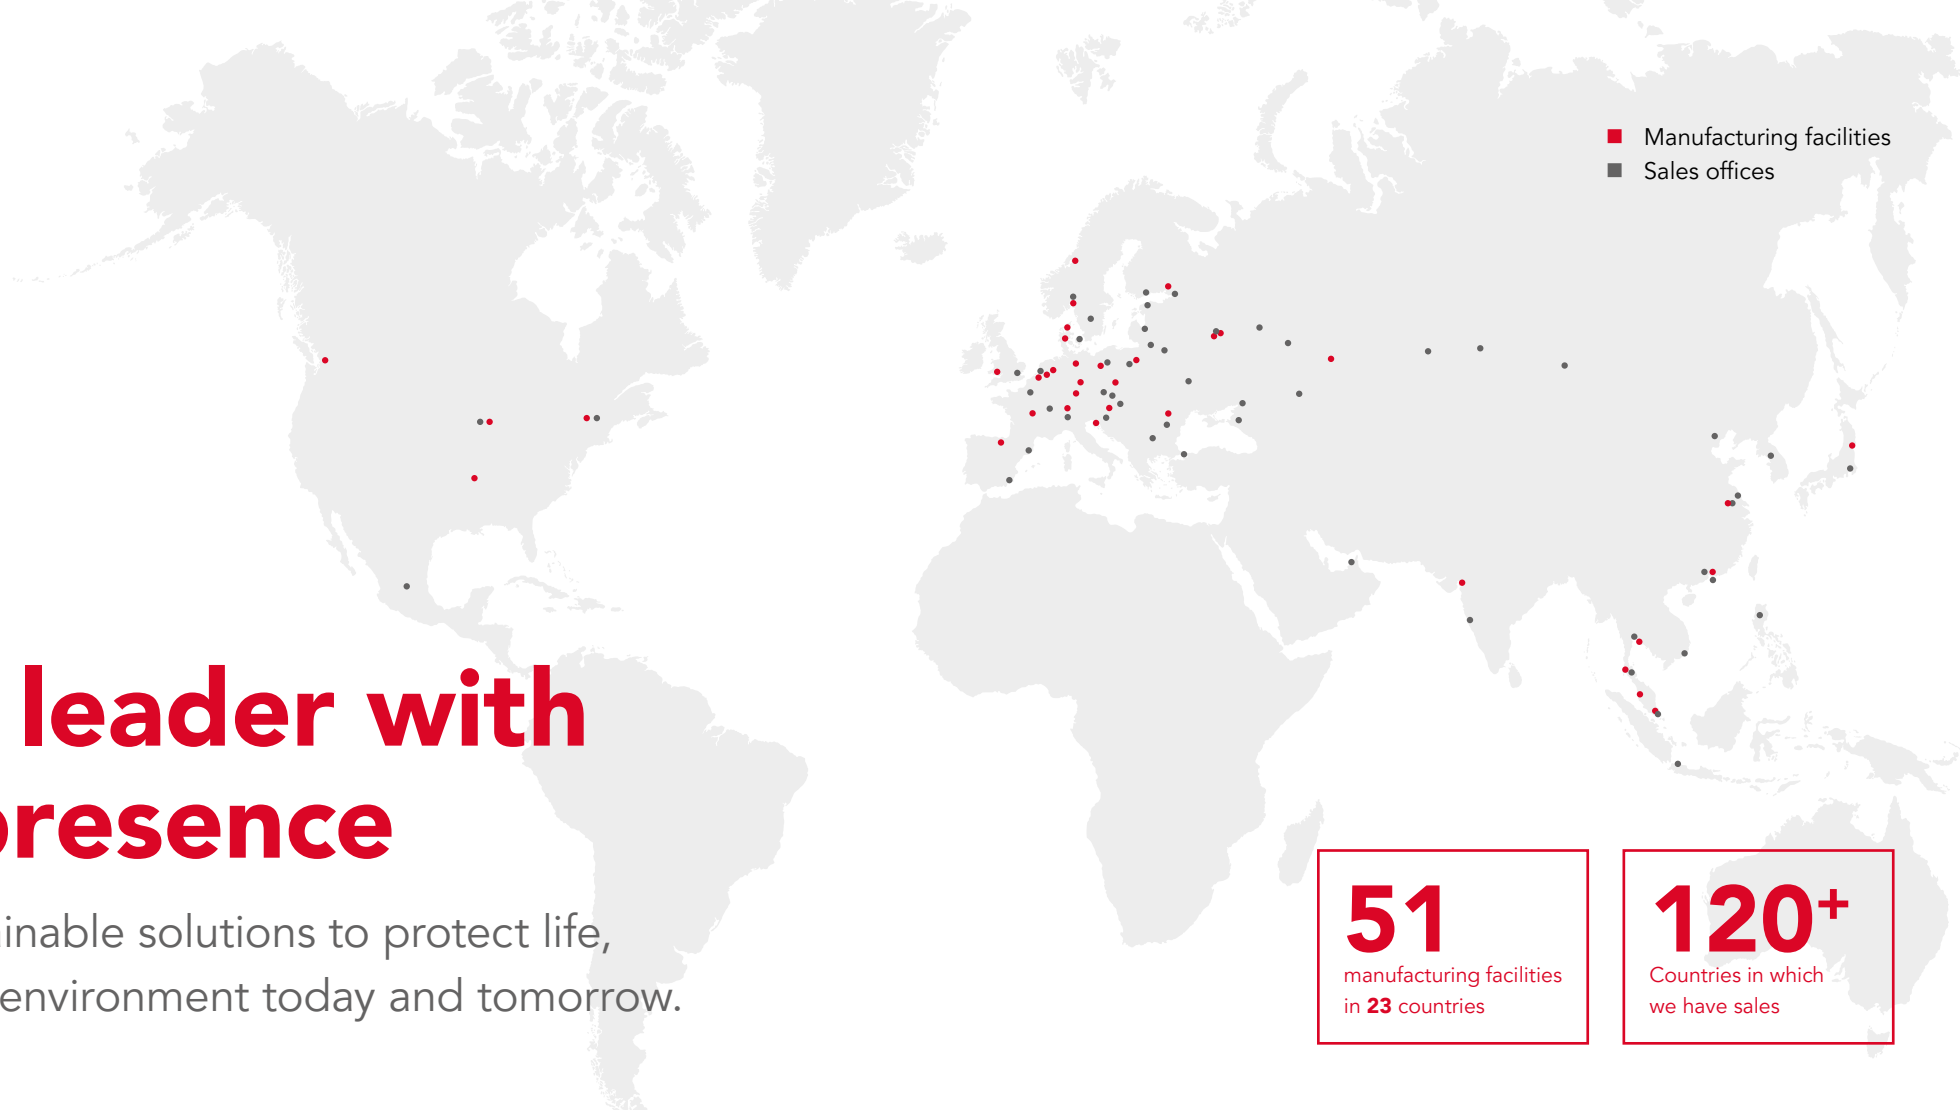 Manufacturing facilities
Sales offices
leader with
presence
inable solutions to protect life,
environment today and tomorrow.
51
manufacturing facilities
in 23 countries
120+
Countries in which
we have sales